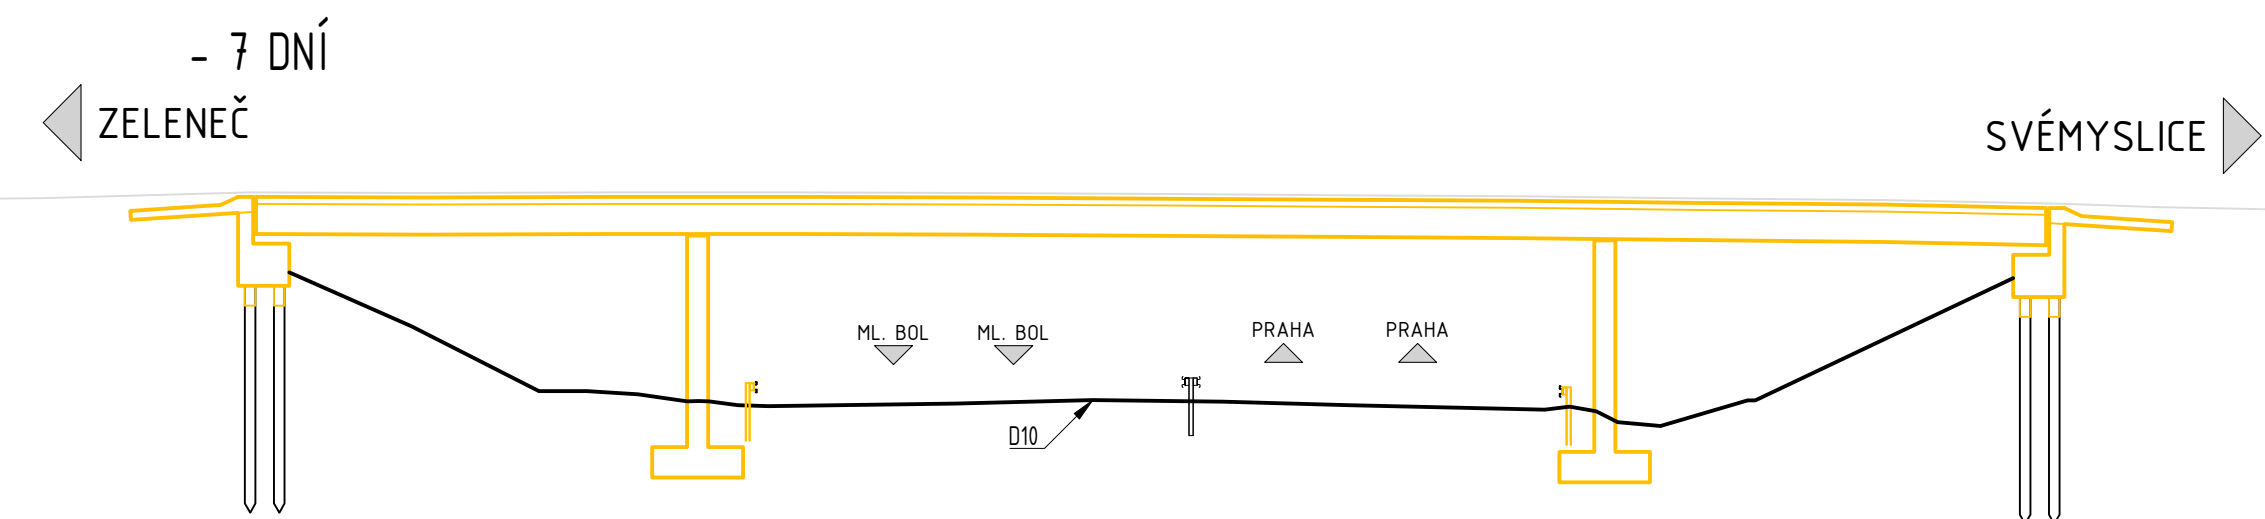 - 7 DNÍ
ZELENEČ
SVÉMYSLICE
ML. BOL
ML. BOL
PRAHA
PRAHA
D10